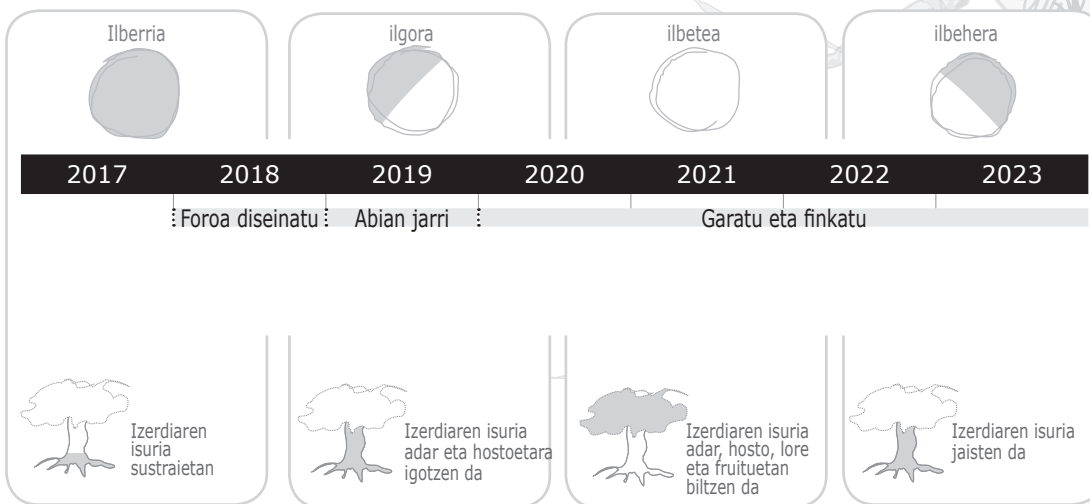 Ilberria
ilgora
ilbetea
ilbehera
2017 2018 2019 2020 2021 2022 2023
Foroa diseinatu Abian jarri Garatu eta finkatu
Izerdiaren
isuria
sustraietan
Izerdiaren isuria
adar eta hostoetara
igotzen da
Izerdiaren isuria
adar, hosto, lore
eta fruituetan
biltzen da
Izerdiaren isuria
jaisten da